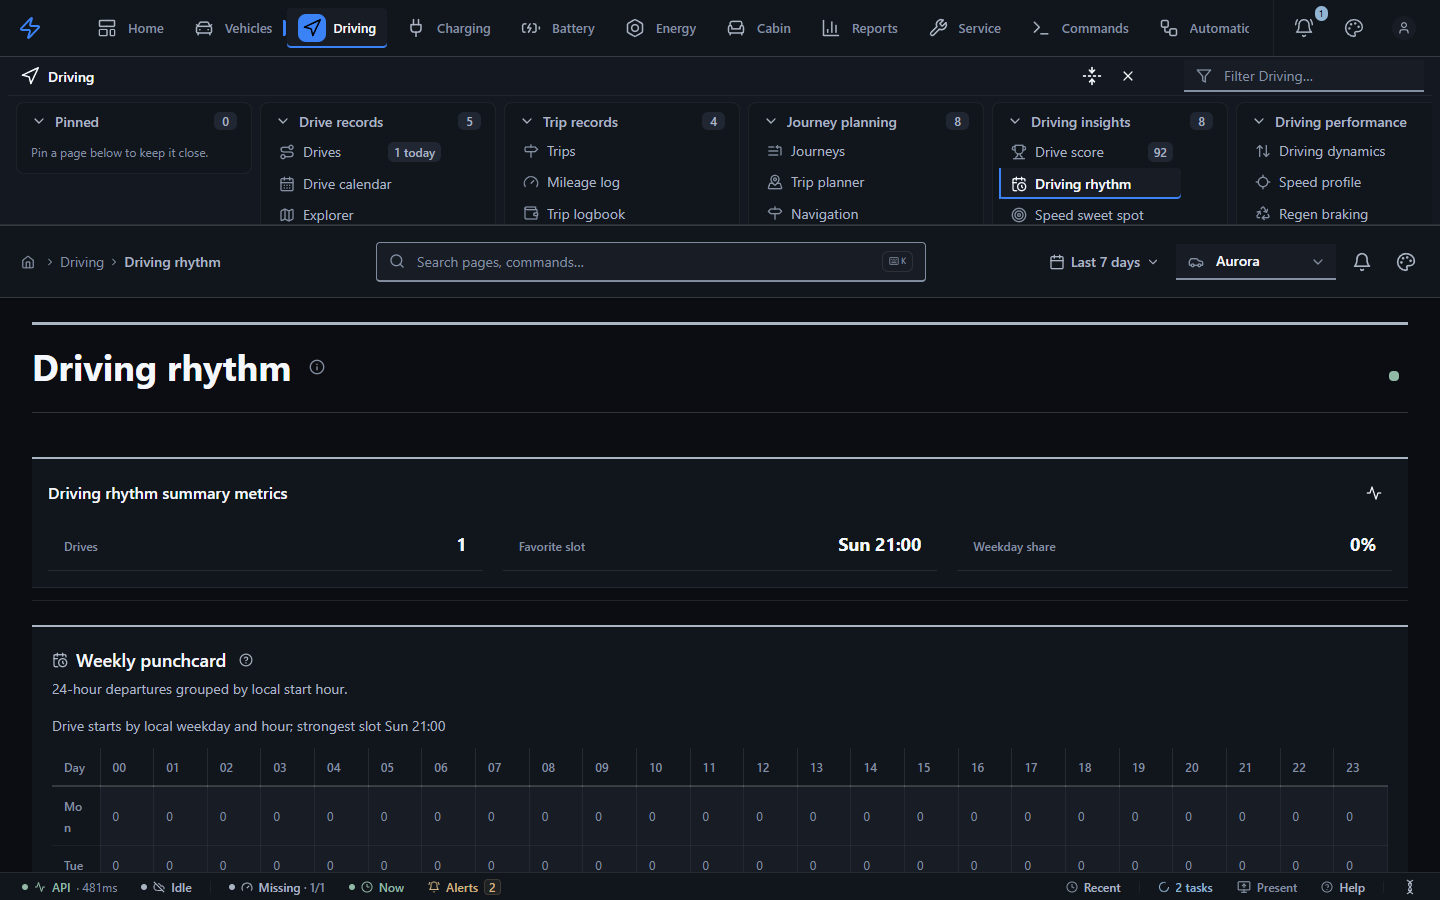 Home
Vehicles
Driving
Charging
Battery
Energy
Cabin
Reports
Service
Commands
Automatic
1
Driving
Filter Driving...
Pinned 0
Pin a page below to keep it close.
Drive records 5
Drives 1 today
Drive calendar
Explorer
Trip records 4
Trips
Mileage log
Trip logbook
Journey planning 8
Journeys
Trip planner
Navigation
Driving insights 8
Drive score 92
Driving rhythm
Speed sweet spot
Driving performance
Driving dynamics
Speed profile
Regen braking
Driving
Driving rhythm
Search pages, commands...
K
Last 7 days
Aurora
Driving rhythm
Driving rhythm summary metrics
Drives 1
Favorite slot Sun 21:00
Weekday share 0%
Weekly punchcard
24-hour departures grouped by local start hour.
Drive starts by local weekday and hour; strongest slot Sun 21:00
Day 00 01 02 03 04 05 06 07 08 09 10 11 12 13 14 15 16 17 18 19 20 21 22 23
Mo
n
0 0 0 0 0 0 0 0 0 0 0 0 0 0 0 0 0 0 0 0 0 0 0 0
Tue 0 0 0 0 0 0 0 0 0 0 0 0 0 0 0 0 0 0 0 0 0 0 0 0
API · 481ms
Idle
Missing · 1/1
Now
Alerts 2
Recent
2 tasks
Present
Help